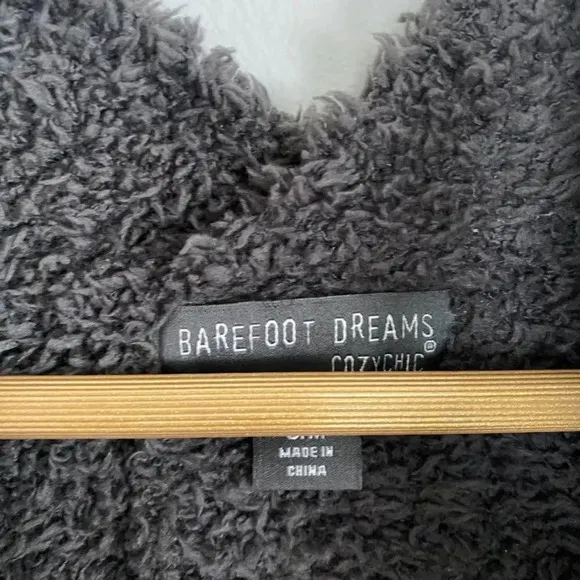 BAREFOOT DREAMS
®
COZYCHIC
MADE IN
CHINA